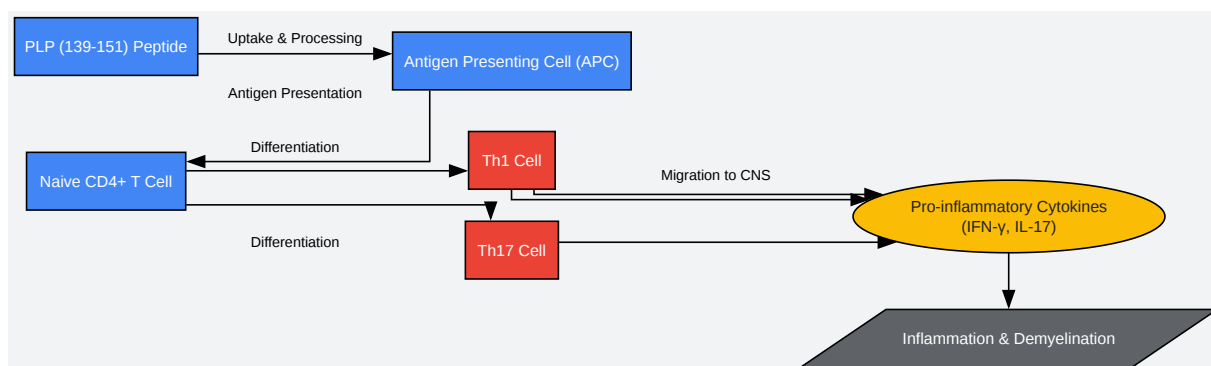 PLP (139-151) Peptide
Uptake & Processing
Antigen Presenting Cell (APC)
Antigen Presentation
Differentiation
Th1 Cell
Naive CD4+ T Cell
Migration to CNS
Pro-inflammatory Cytokines
(IFN-γ, IL-17)
Differentiation
Th17 Cell
Inflammation & Demyelination